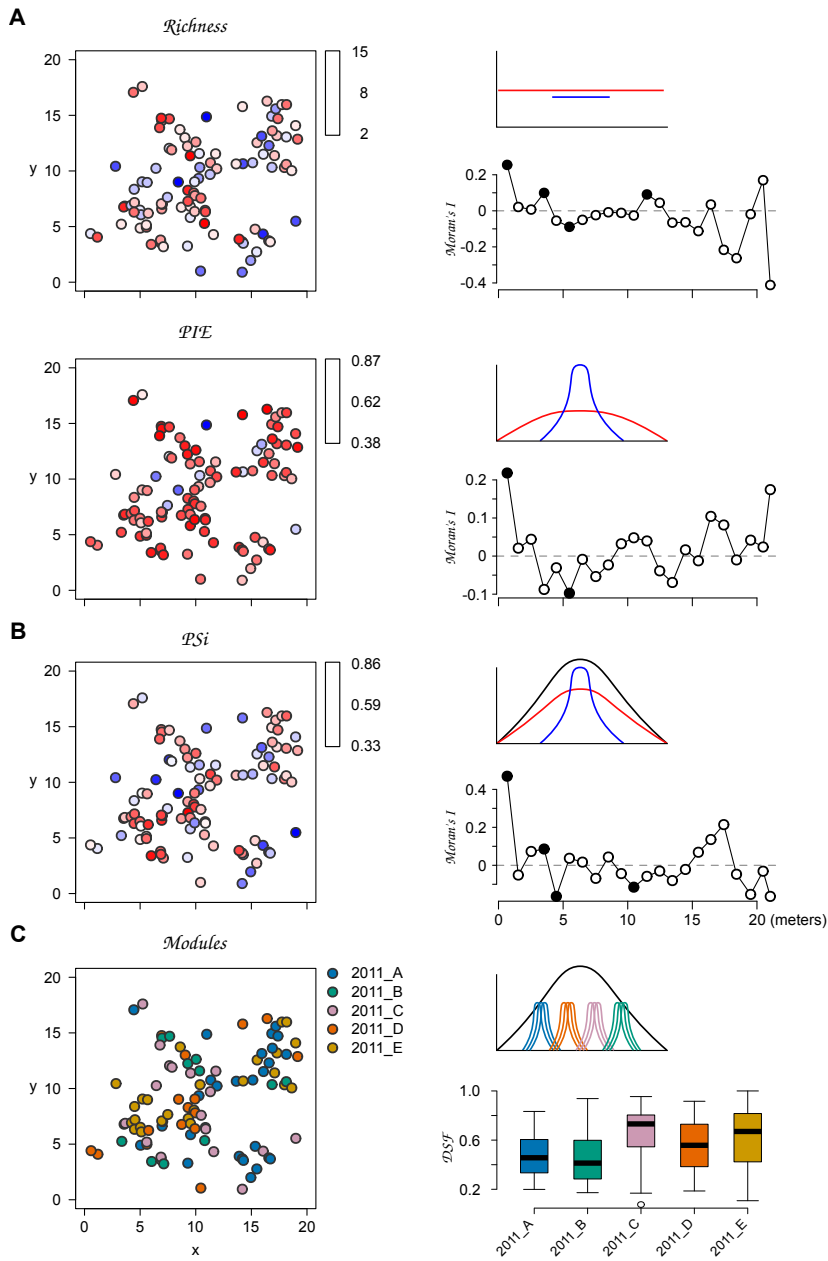 A
Richness
20
15
10
5
0
y
15
8
2
0.2
0
-0.2
-0.4
Moran's I
PIE
20
15
10
5
0
y
0.87
0.62
0.38
0.2
0.1
0
-0.1
Moran's I
B
PSi
20
15
10
5
0
y
0.86
0.59
0.33
0.4
0.2
0
Moran's I
0 5 10 15 20 (meters)
C
Modules
20
15
10
5
0
y
0 5 10 15 20
x
2011_A
2011_B
2011_C
2011_D
2011_E
1.0
0.6
0.2
DSF
2011_A
2011_B
2011_C
2011_D
2011_E